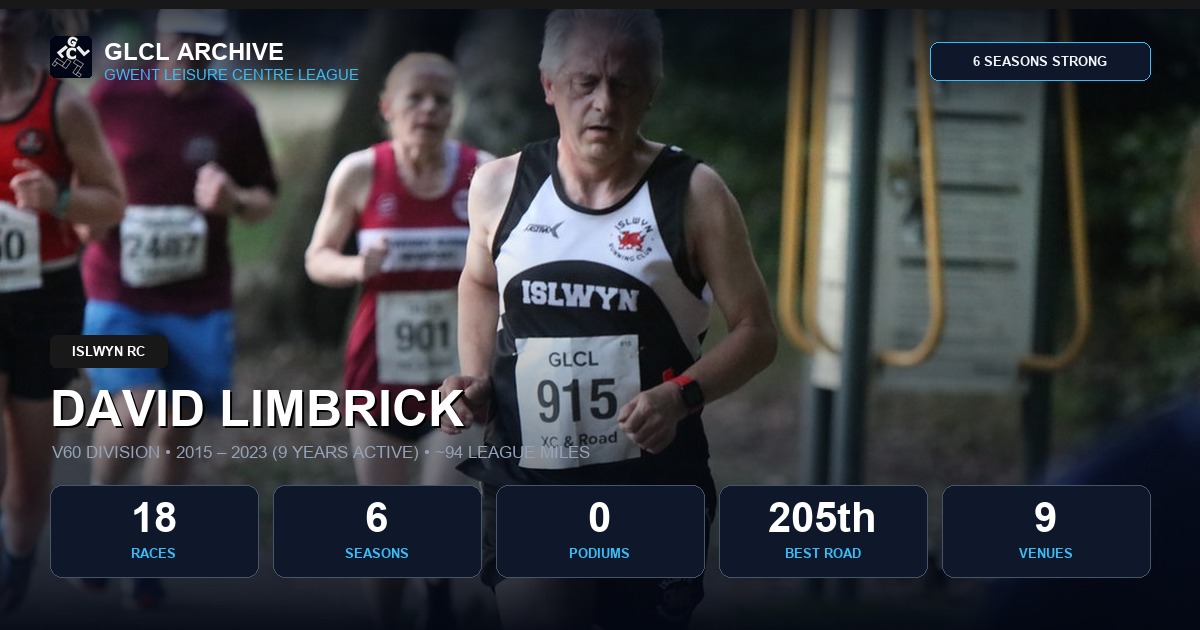 GLCL ARCHIVE
GWENT LEISURE CENTRE LEAGUE
6 SEASONS STRONG
ISLWYN
RUNNING CLUB
ISLWYN
GLCL
915
XC & Road
2487
901
ISLWYN RC
DAVID LIMBRICK
V60 DIVISION • 2015 – 2023 (9 YEARS ACTIVE) • ~94 LEAGUE MILES
18
RACES
6
SEASONS
0
PODIUMS
205th
BEST ROAD
9
VENUES